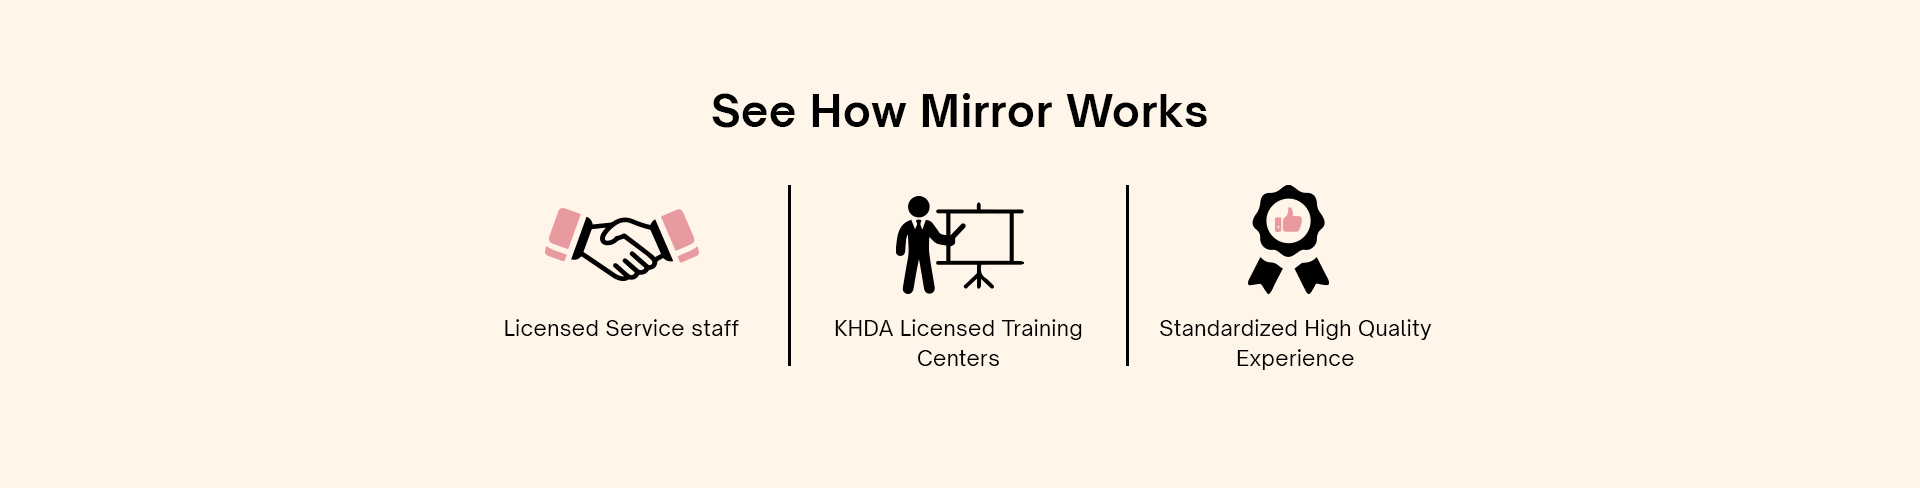 See How Mirror Works
Licensed Service staff
KHDA Licensed Training
Centers
Standardized High Quality
Experience